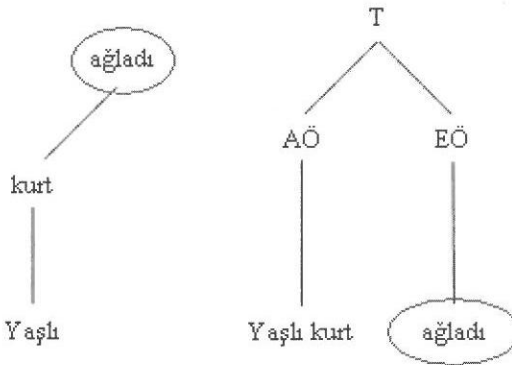 T
ağladı
AÖ EÖ
kurt
Yaşlı Yaşlı kurt ağladı